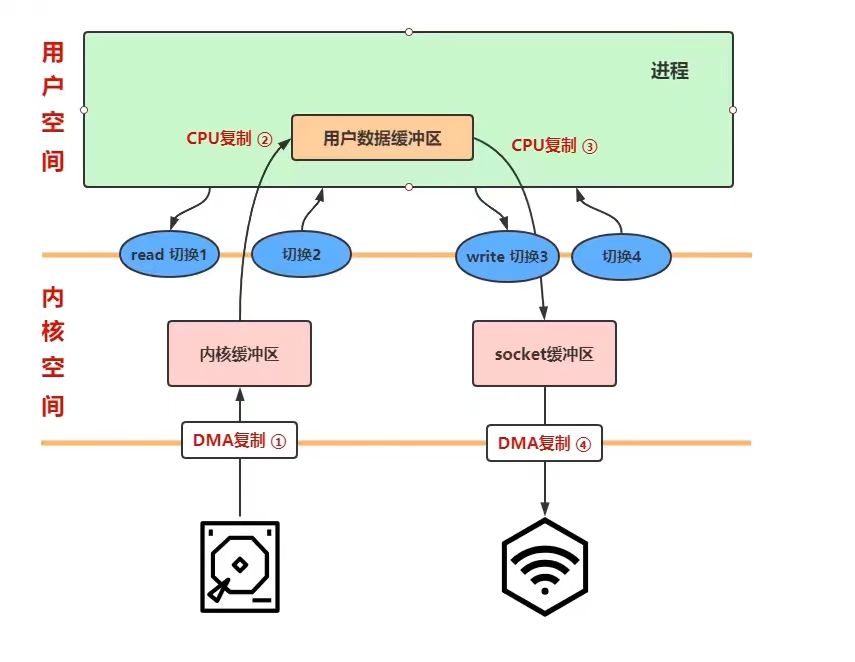 用户空间
进程
CPU复制 ②
用户数据缓冲区
CPU复制 ③
read 切换1
切换2
write 切换3
切换4
内核空间
内核缓冲区
socket缓冲区
DMA复制 ①
DMA复制 ④